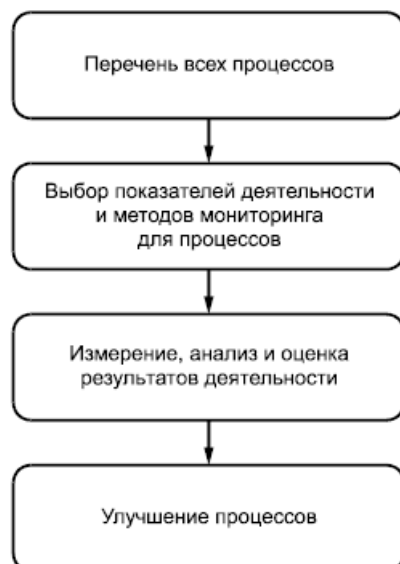 Перечень всех процессов
Выбор показателей деятельности
и методов мониторинга
для процессов
Измерение, анализ и оценка
результатов деятельности
Улучшение процессов